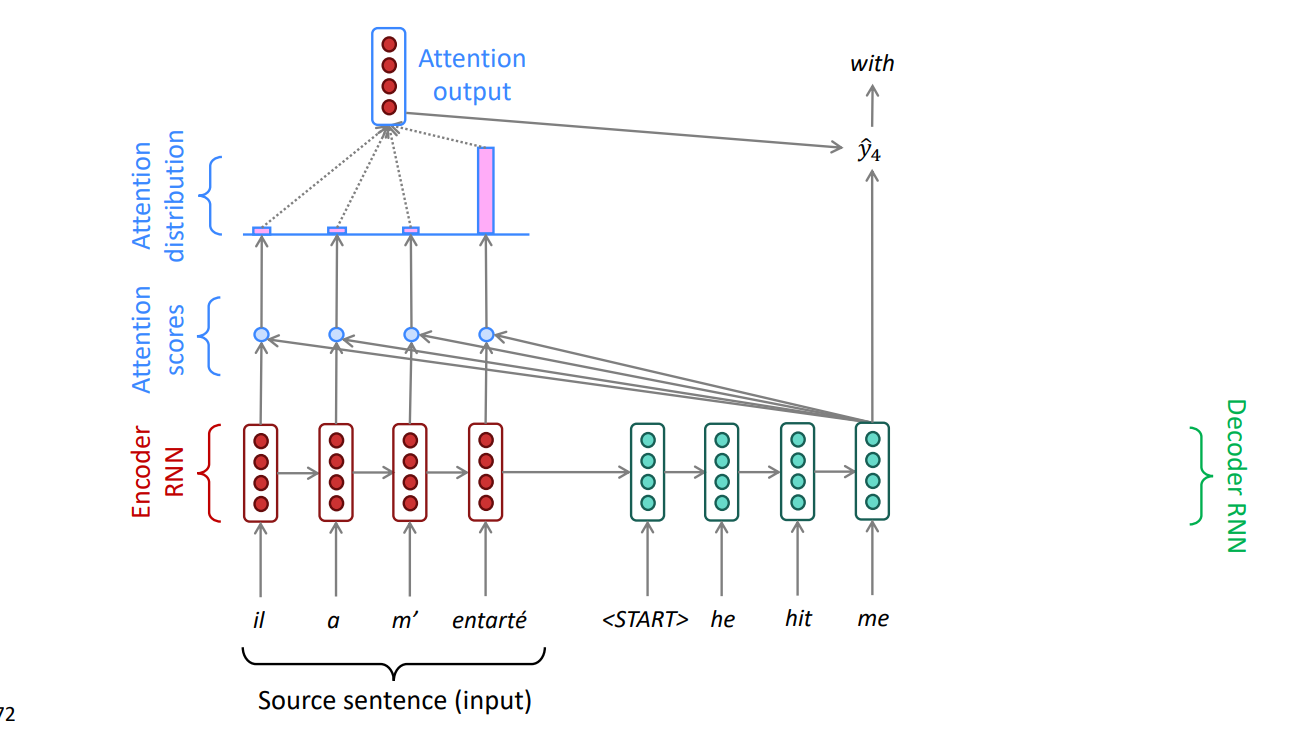 Attention
output
with
ŷ4
Attention
distribution
Attention
scores
Encoder
RNN
Decoder RNN
il a m’ entarté <START> he hit me
Source sentence (input)
72